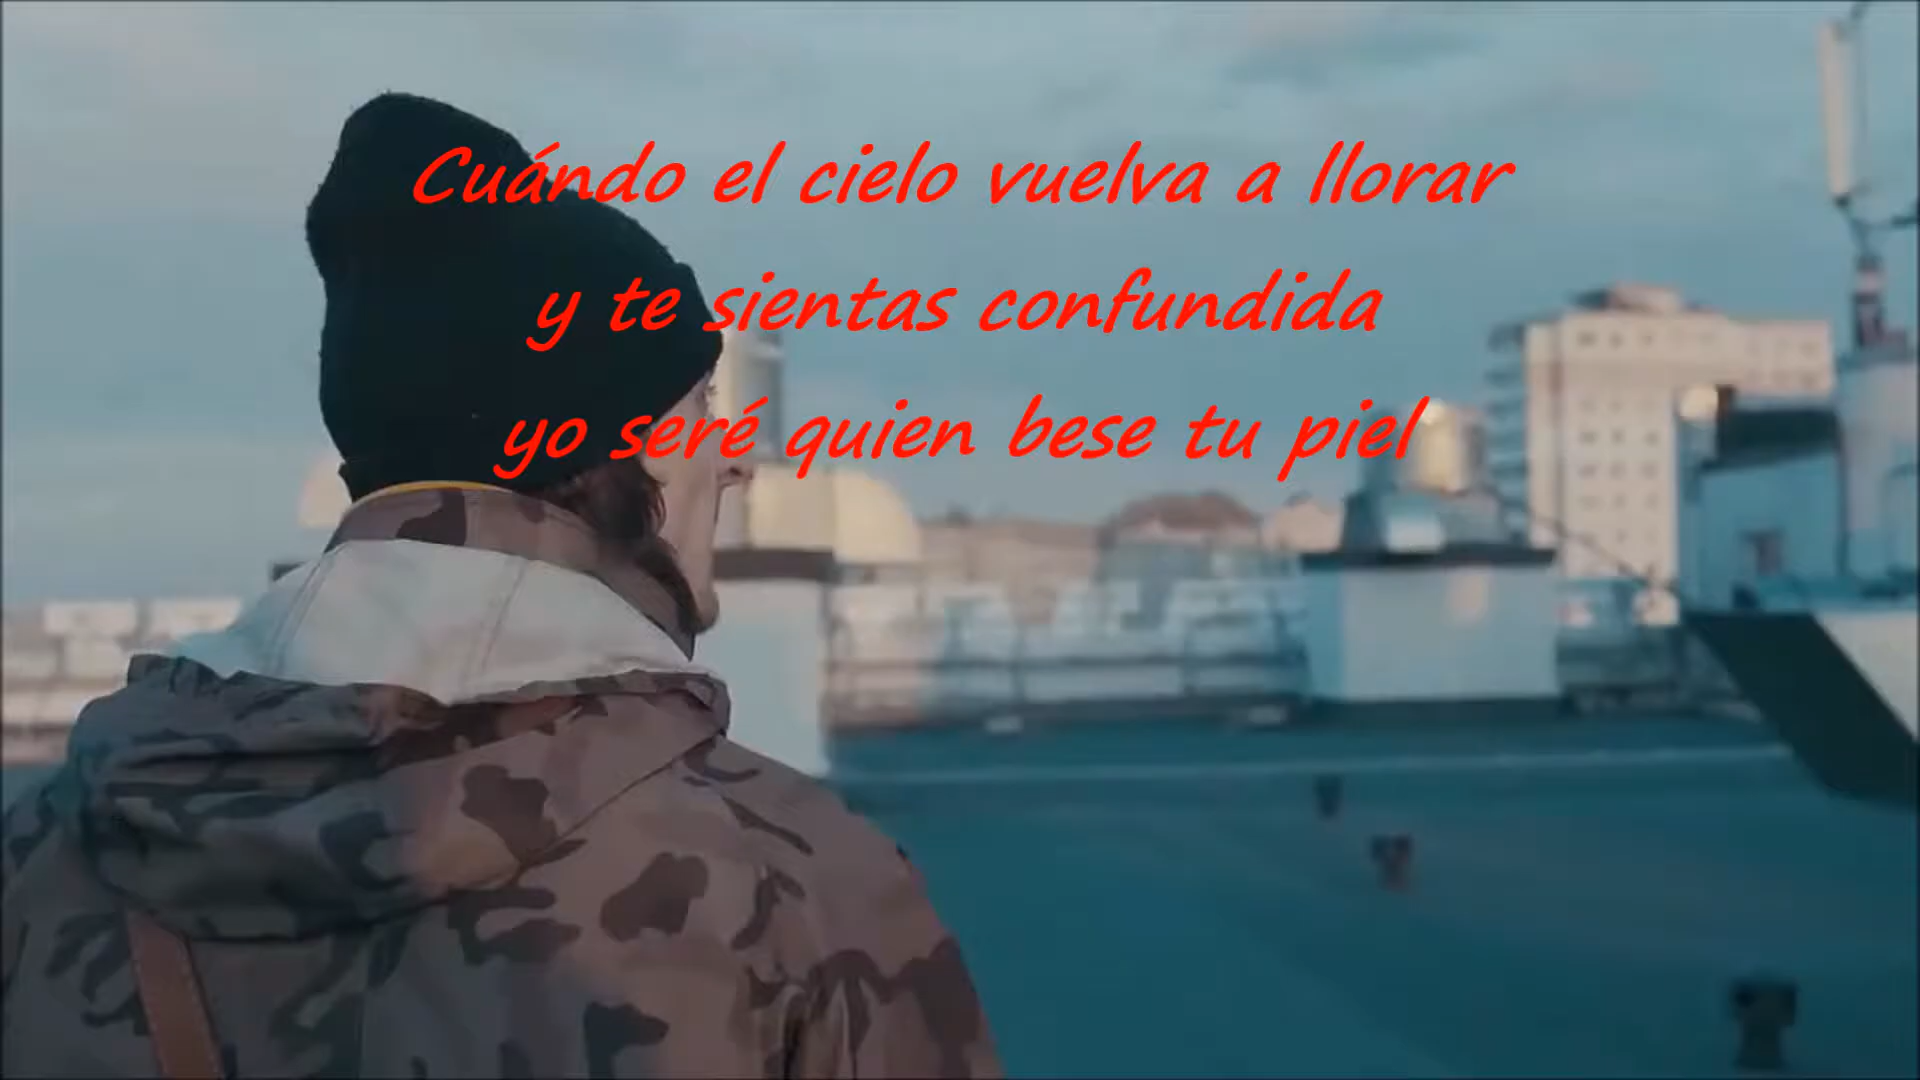 Cuándo el cielo vuelva a llorar
y te sientas confundida
yo seré quien bese tu piel